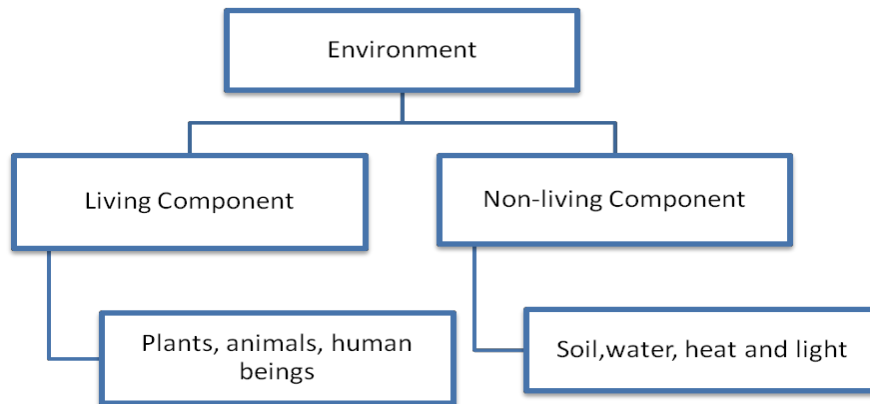 Environment
Living Component
Non-living Component
Plants, animals, human
beings
Soil,water, heat and light